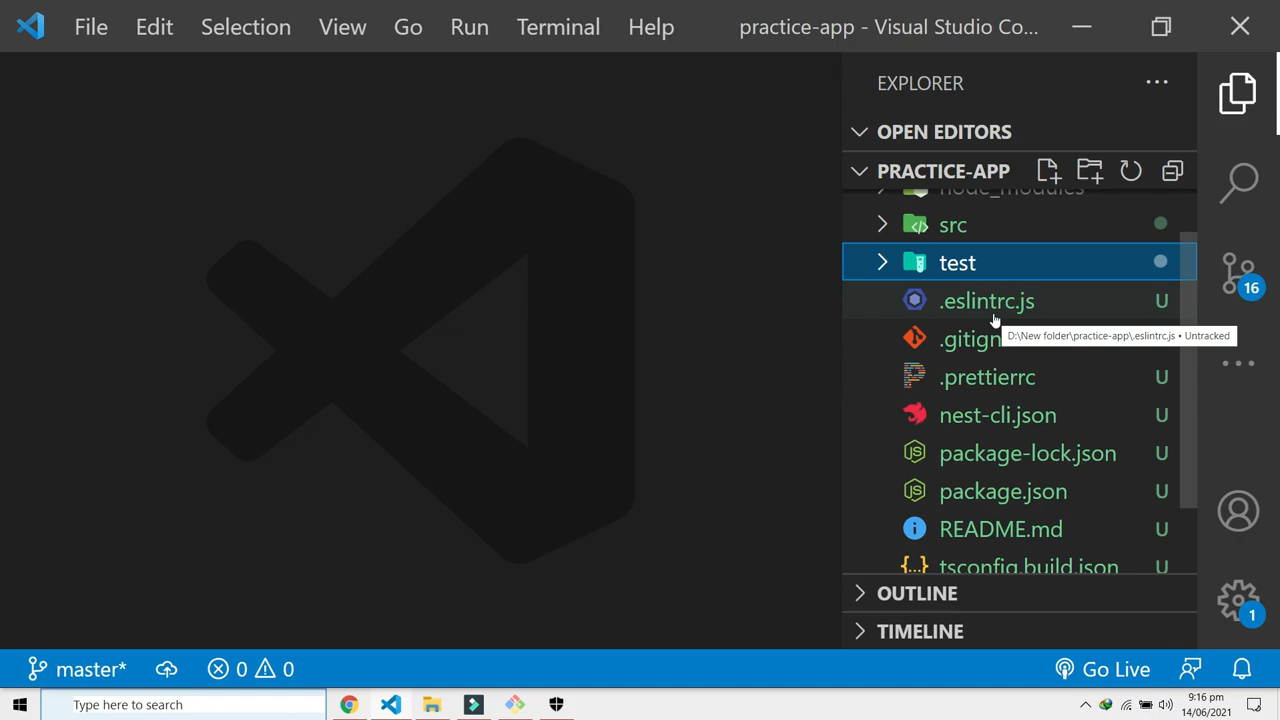 File Edit Selection View Go Run Terminal Help practice-app - Visual Studio Co...
EXPLORER
OPEN EDITORS
PRACTICE-APP
node_modules
src
test
.eslintrc.js U
D:\New folder\practice-app\.eslintrc.js • Untracked
.gitign
.prettierrc U
nest-cli.json U
package-lock.json U
package.json U
README.md U
tsconfig.build.json U
16
1
OUTLINE
TIMELINE
master* 0 0 Go Live
Type here to search
9:16 pm
14/06/2021